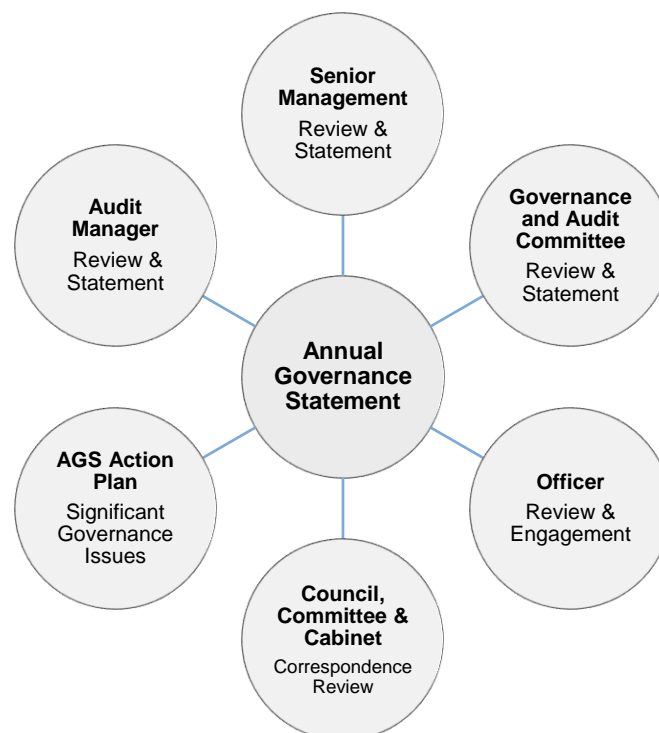 Senior
Management
Review &
Statement
Governance
and Audit
Committee
Review &
Statement
Audit
Manager
Review &
Statement
Annual
Governance
Statement
AGS Action
Plan
Significant
Governance
Issues
Officer
Review &
Engagement
Council,
Committee &
Cabinet
Correspondence
Review